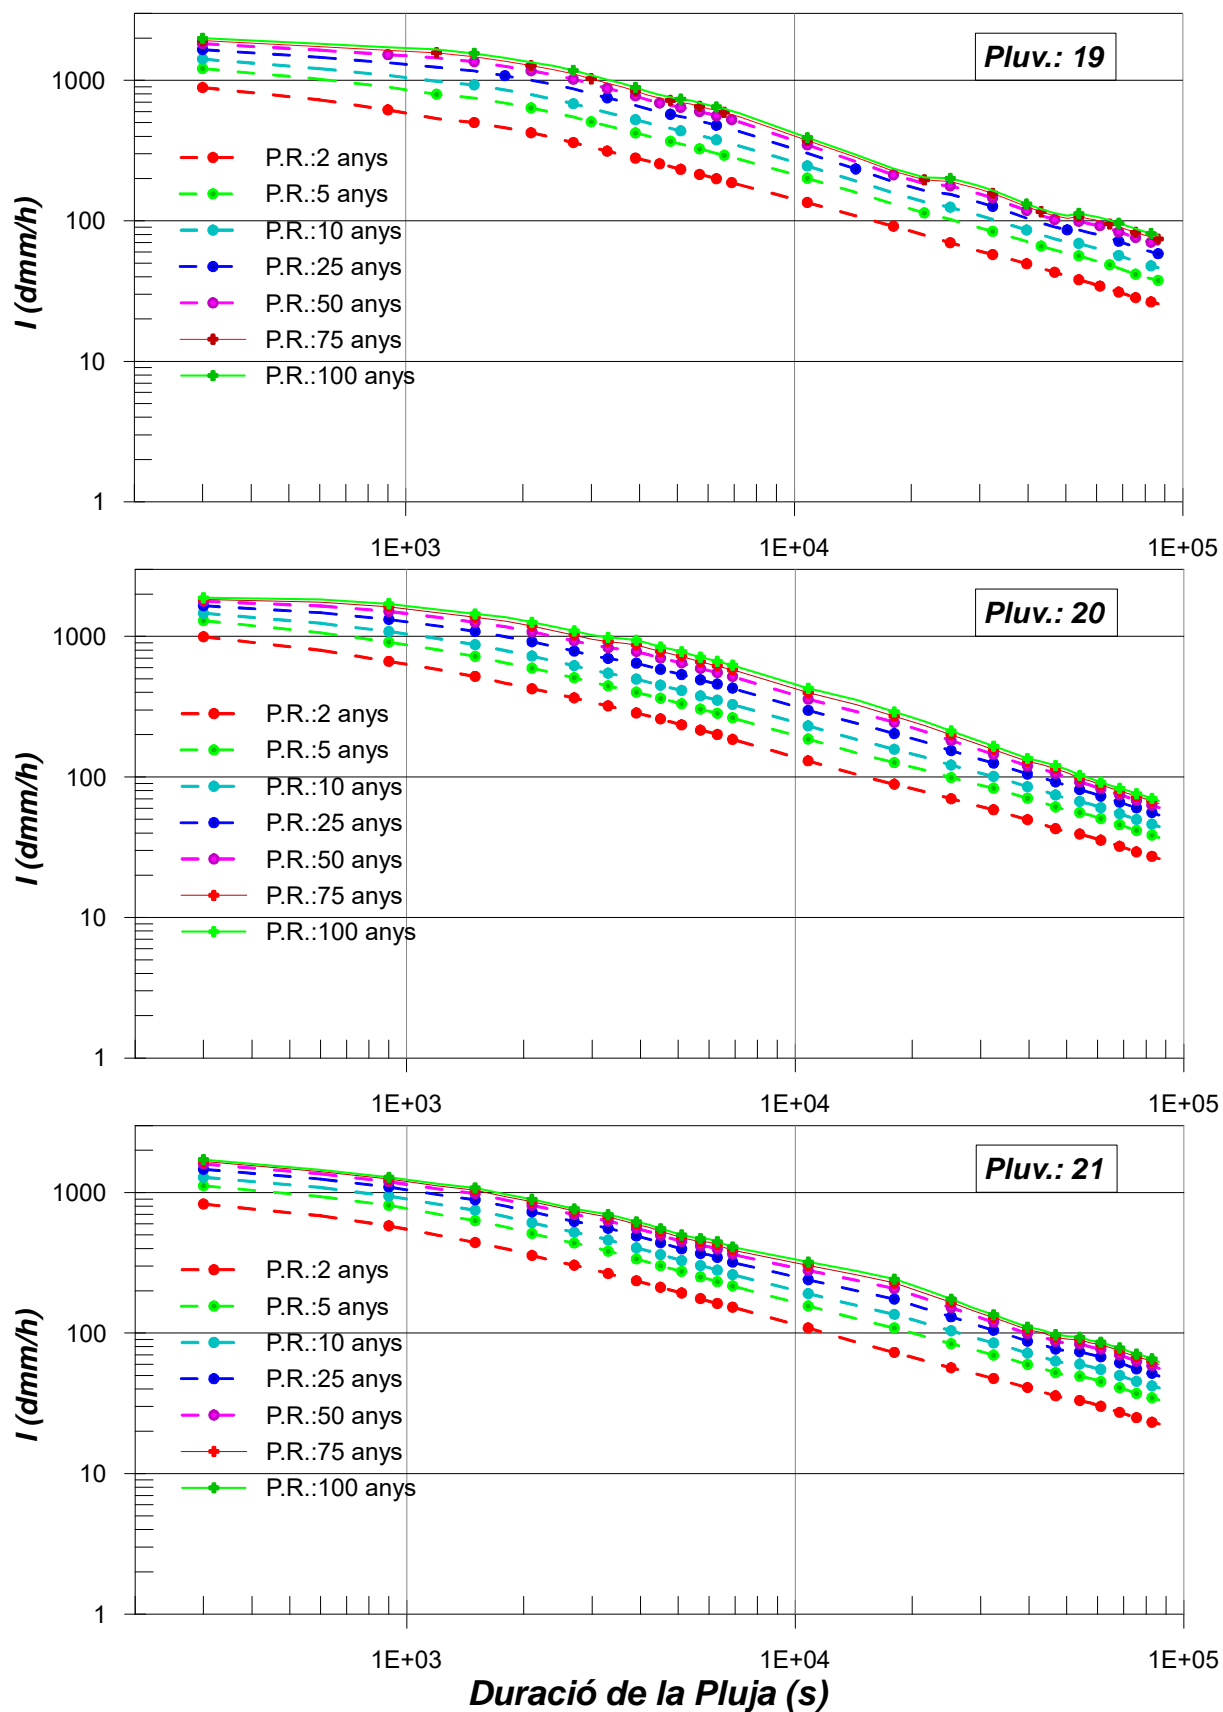 Pluv.: 19
1000
P.R.:2 anys
P.R.:5 anys
100
P.R.:10 anys
P.R.:25 anys
P.R.:50 anys
P.R.:75 anys
10
P.R.:100 anys
1
I (dmm/h)
1E+03
1E+04
1E+05
Pluv.: 20
1000
P.R.:2 anys
P.R.:5 anys
100
P.R.:10 anys
P.R.:25 anys
P.R.:50 anys
P.R.:75 anys
10
P.R.:100 anys
1
I (dmm/h)
1E+03
1E+04
1E+05
Pluv.: 21
1000
P.R.:2 anys
P.R.:5 anys
100
P.R.:10 anys
P.R.:25 anys
P.R.:50 anys
P.R.:75 anys
10
P.R.:100 anys
1
I (dmm/h)
1E+03
1E+04
1E+05
Duració de la Pluja (s)